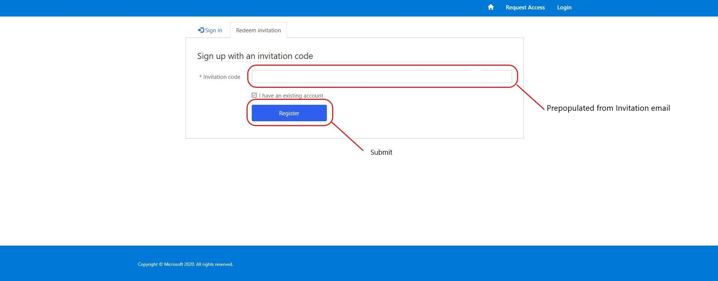 Request Access Login
Sign in Redeem invitation
Sign up with an invitation code
* Invitation code
Prepopulated from Invitation email
I have an existing account
Register
Submit
Copyright © Microsoft 2020. All rights reserved.